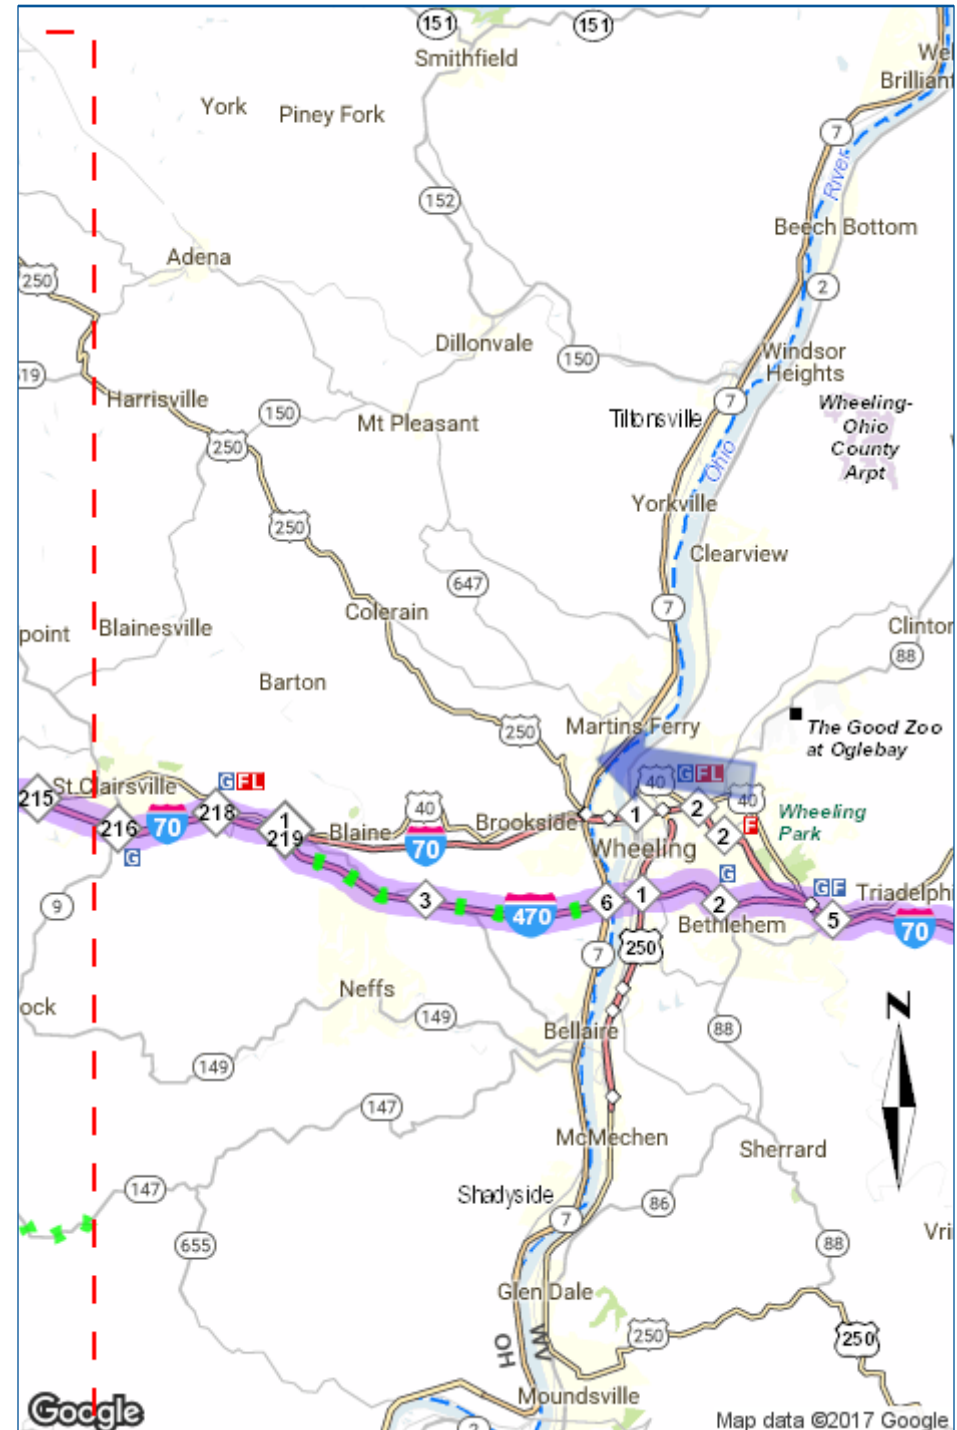 151
151
Smithfield
Wel
Brilliant
York
Piney Fork
7
River
152
Beech Bottom
Adena
250
2
Dillonvale
Windsor
Heights
150
19
Harrisville
150
7
Wheeling-
Ohio
County
Arpt
Tiltonsville
Mt Pleasant
250
Ohio
Yorkville
250
Clearview
647
7
Colerain
point
Blainesville
Clinton
88
Barton
250
Martins Ferry
The Good Zoo
at Oglebay
40
G F L
St.Clairsville
G F L
215
216
70
218
1
219
40
Blaine
70
Brookside
1
2
40
2
F
Wheeling
Park
G
Wheeling
G
G F
Triadelphi
9
3
470
6
1
2
5
70
Bethlehem
7
250
Neffs
ock
149
Bellaire
88
N
149
147
McMechen
Sherrard
147
Shadyside
86
7
655
88
Vri
Glen Dale
OH
WV
250
250
Moundsville
2
Google
Map data ©2017 Google